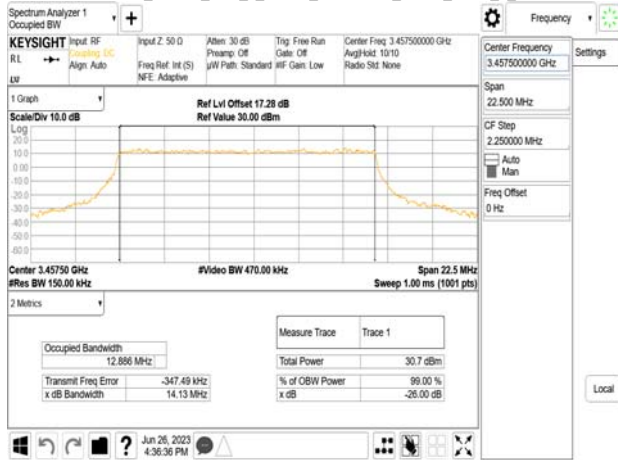 Spectrum Analyzer 1
Occupied BW
+
Frequency
KEYSIGHT
RL
LM
Input: RF
Coupling: DC
Align: Auto
Input Z: 50 Ω
Freq Ref: Int (S)
NFE: Adaptive
Atten: 30 dB
Preamp: Off
µW Path: Standard
Trig: Free Run
Gate: Off
#IF Gain: Low
Center Freq: 3.457500000 GHz
Avg|Hold: 10/10
Radio Std: None
Center Frequency
3.457500000 GHz
Settings
Span
22.500 MHz
CF Step
2.250000 MHz
Auto
Man
Freq Offset
0 Hz
Local
1 Graph
Scale/Div 10.0 dB
Ref Lvl Offset 17.28 dB
Ref Value 30.00 dBm
Log
20.0
10.0
0.00
-10.0
-20.0
-30.0
-40.0
-50.0
-60.0
Center 3.45750 GHz
#Video BW 470.00 kHz
Span 22.5 MHz
#Res BW 150.00 kHz
Sweep 1.00 ms (1001 pts)
2 Metrics
Measure Trace Trace 1
Occupied Bandwidth
12.886 MHz
Total Power 30.7 dBm
Transmit Freq Error -347.49 kHz
% of OBW Power 99.00 %
x dB Bandwidth 14.13 MHz
x dB -26.00 dB
?
Jun 26, 2023
4:36:36 PM